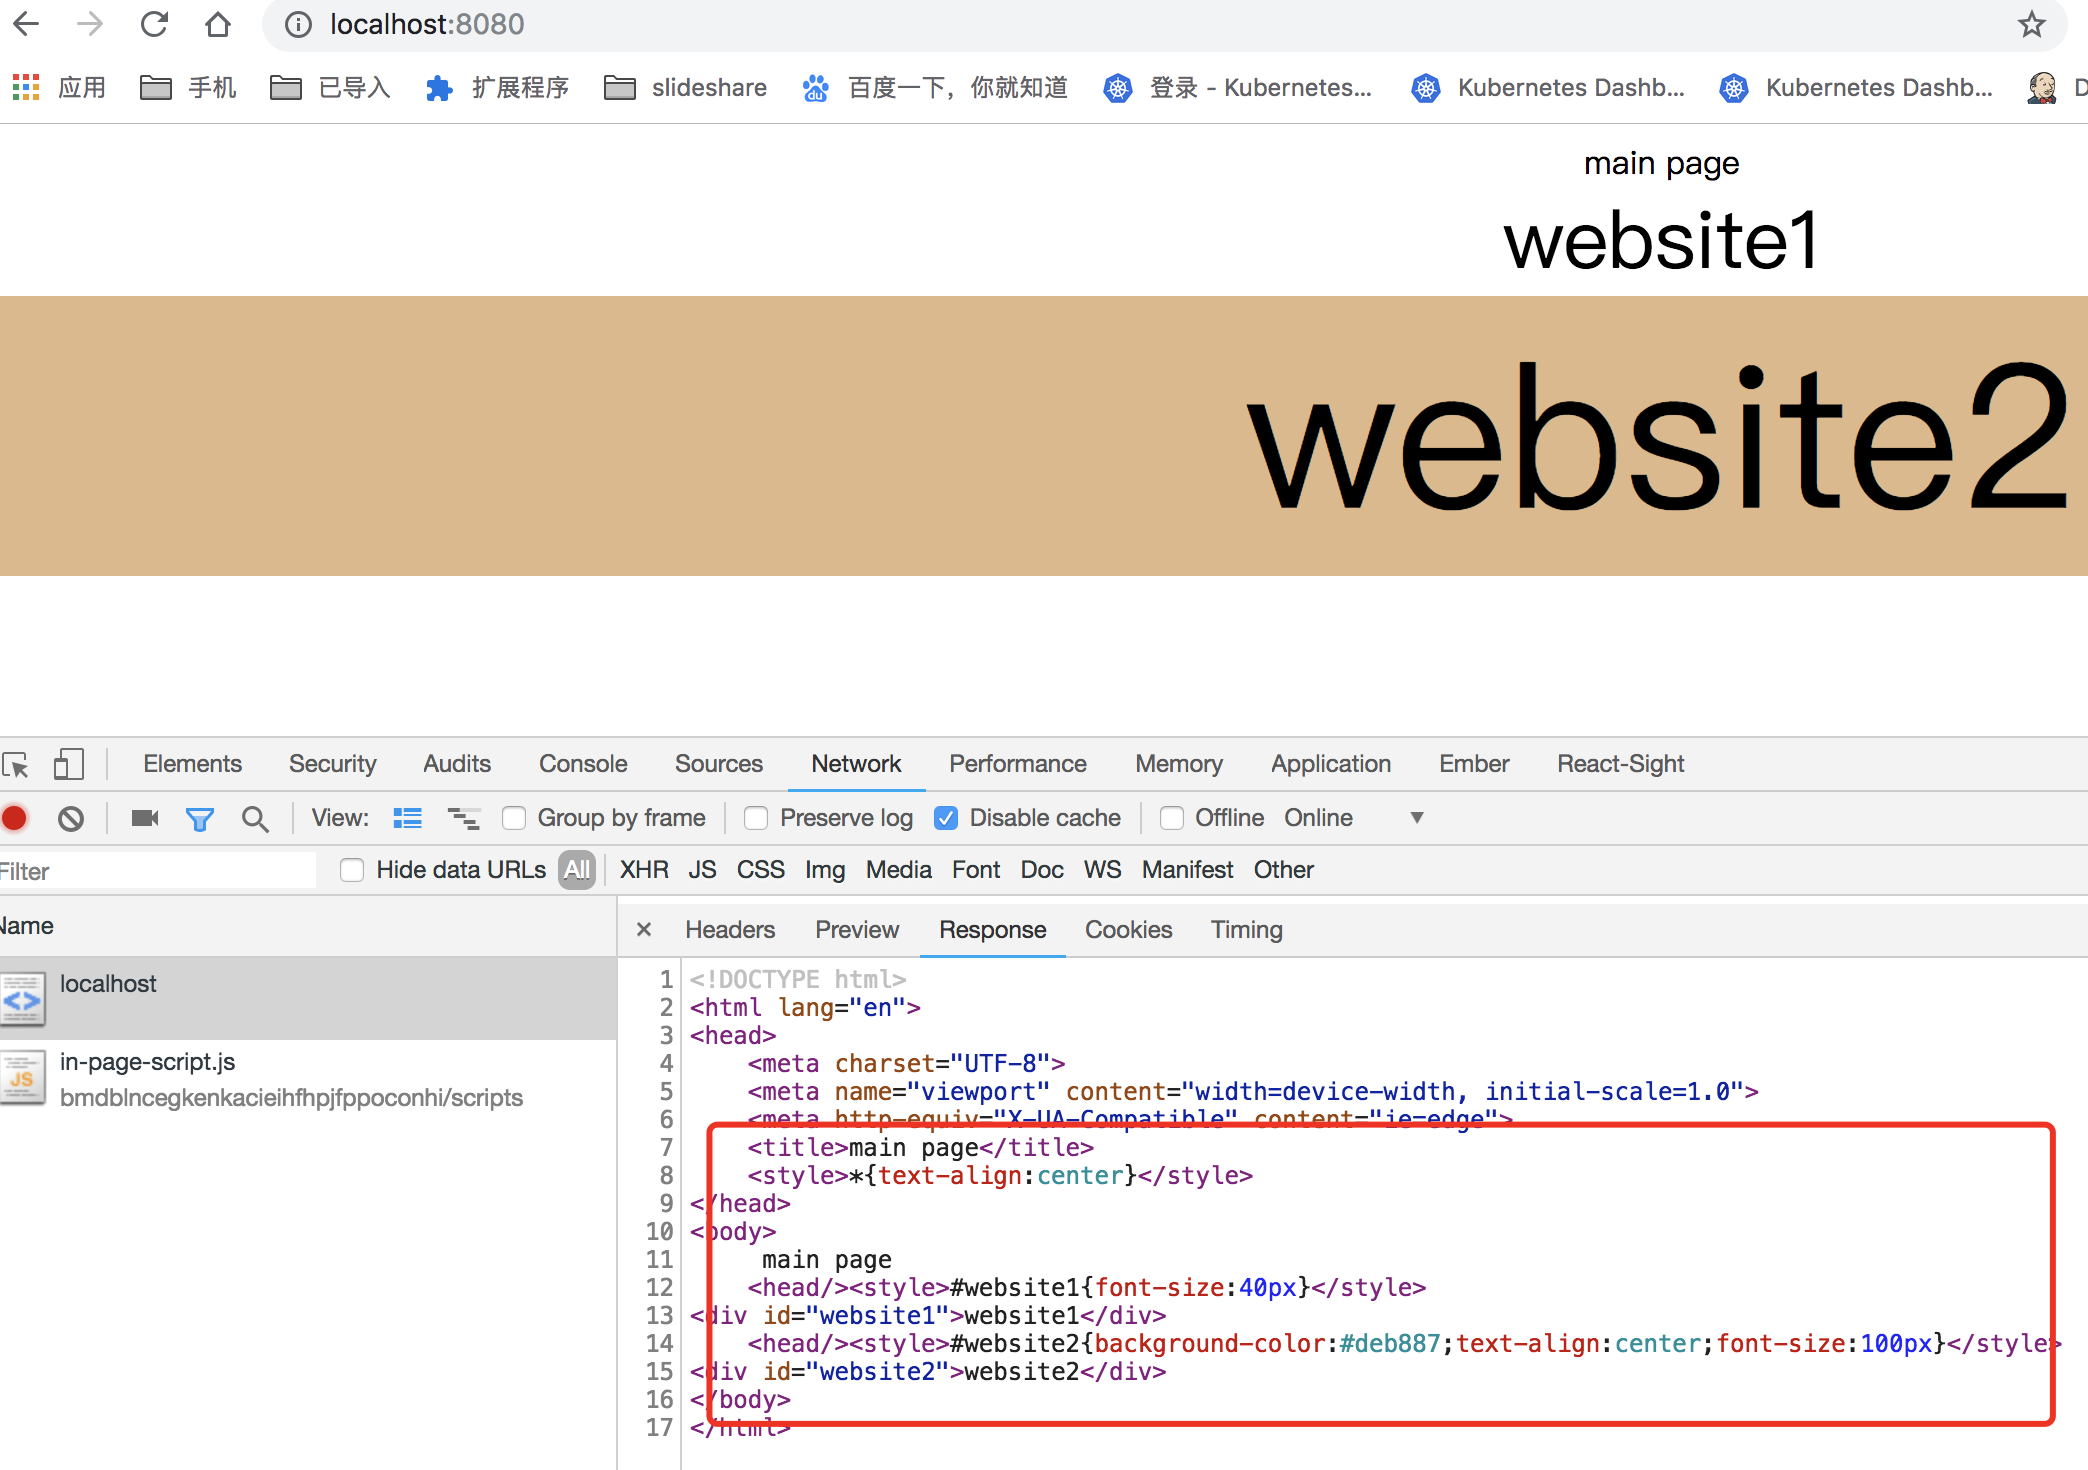 localhost:8080
应用 手机 已导入 扩展程序 slideshare 百度一下，你就知道 登录 - Kubernetes... Kubernetes Dashb... Kubernetes Dashb... D
main page
website1
website2
Elements Security Audits Console Sources Network Performance Memory Application Ember React-Sight
View: Group by frame Preserve log Disable cache Offline Online
Filter Hide data URLs All XHR JS CSS Img Media Font Doc WS Manifest Other
Name
× Headers Preview Response Cookies Timing
localhost
in-page-script.js
bmdblncegkenkacieihfhpjfppoconhi/scripts
1 <!DOCTYPE html>
2 <html lang="en">
3 <head>
4 <meta charset="UTF-8">
5 <meta name="viewport" content="width=device-width, initial-scale=1.0">
6 <meta http-equiv="X-UA-Compatible" content="ie=edge">
7 <title>main page</title>
8 <style>*{text-align:center}</style>
9 </head>
10 <body>
11 main page
12 <head/><style>#website1{font-size:40px}</style>
13 <div id="website1">website1</div>
14 <head/><style>#website2{background-color:#deb887;text-align:center;font-size:100px}</style>
15 <div id="website2">website2</div>
16 </body>
17 </html>